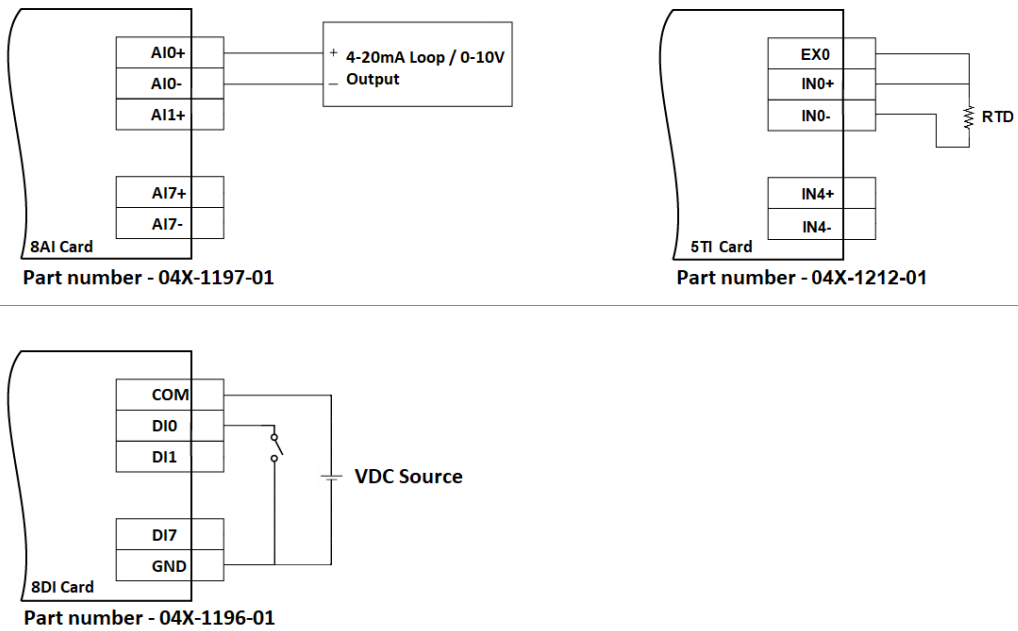 AI0+
AI0-
AI1+
AI7+
AI7-
+ 4-20mA Loop / 0-10V
– Output
8AI Card
Part number - 04X-1197-01
EX0
IN0+
IN0-
IN4+
IN4-
RTD
5TI Card
Part number - 04X-1212-01
COM
DI0
DI1
DI7
GND
VDC Source
8DI Card
Part number - 04X-1196-01